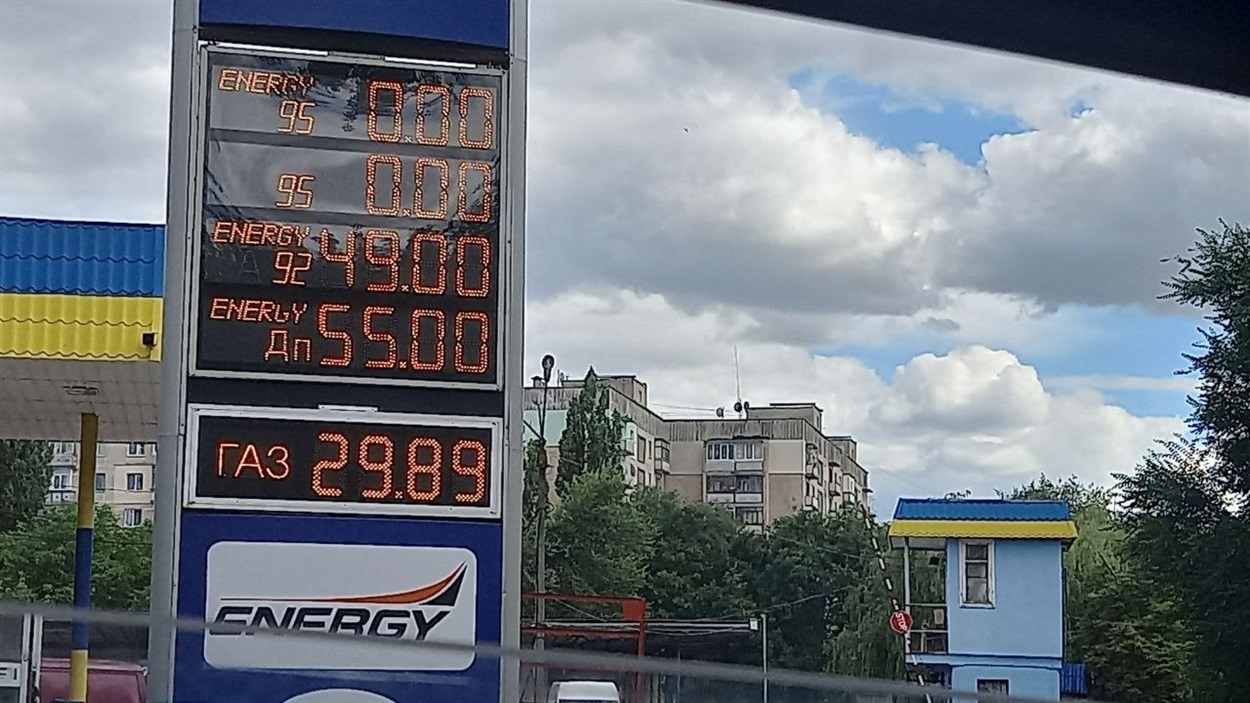 ENERGY
95 0.00
95 0.00
ENERGY
92 49.00
ENERGY
Дп 55.00
ГАЗ 29.89
ENERGY
STOP